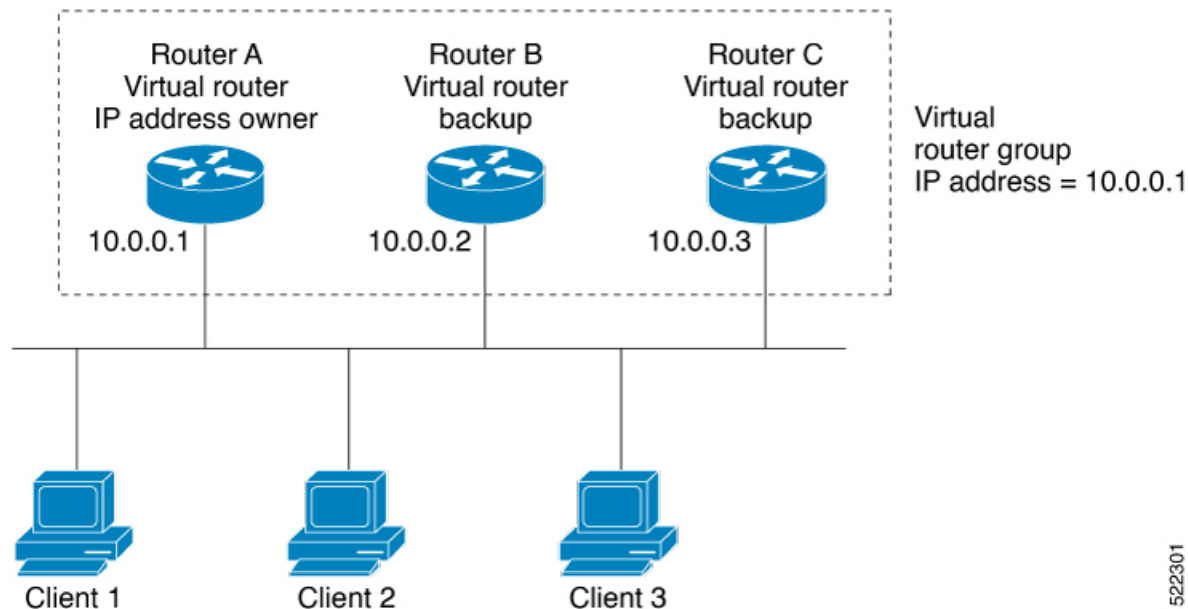 Router A
Virtual router
IP address owner
Router B
Virtual router
backup
Router C
Virtual router
backup
Virtual
router group
IP address = 10.0.0.1
10.0.0.1
10.0.0.2
10.0.0.3
Client 1
Client 2
Client 3
522301